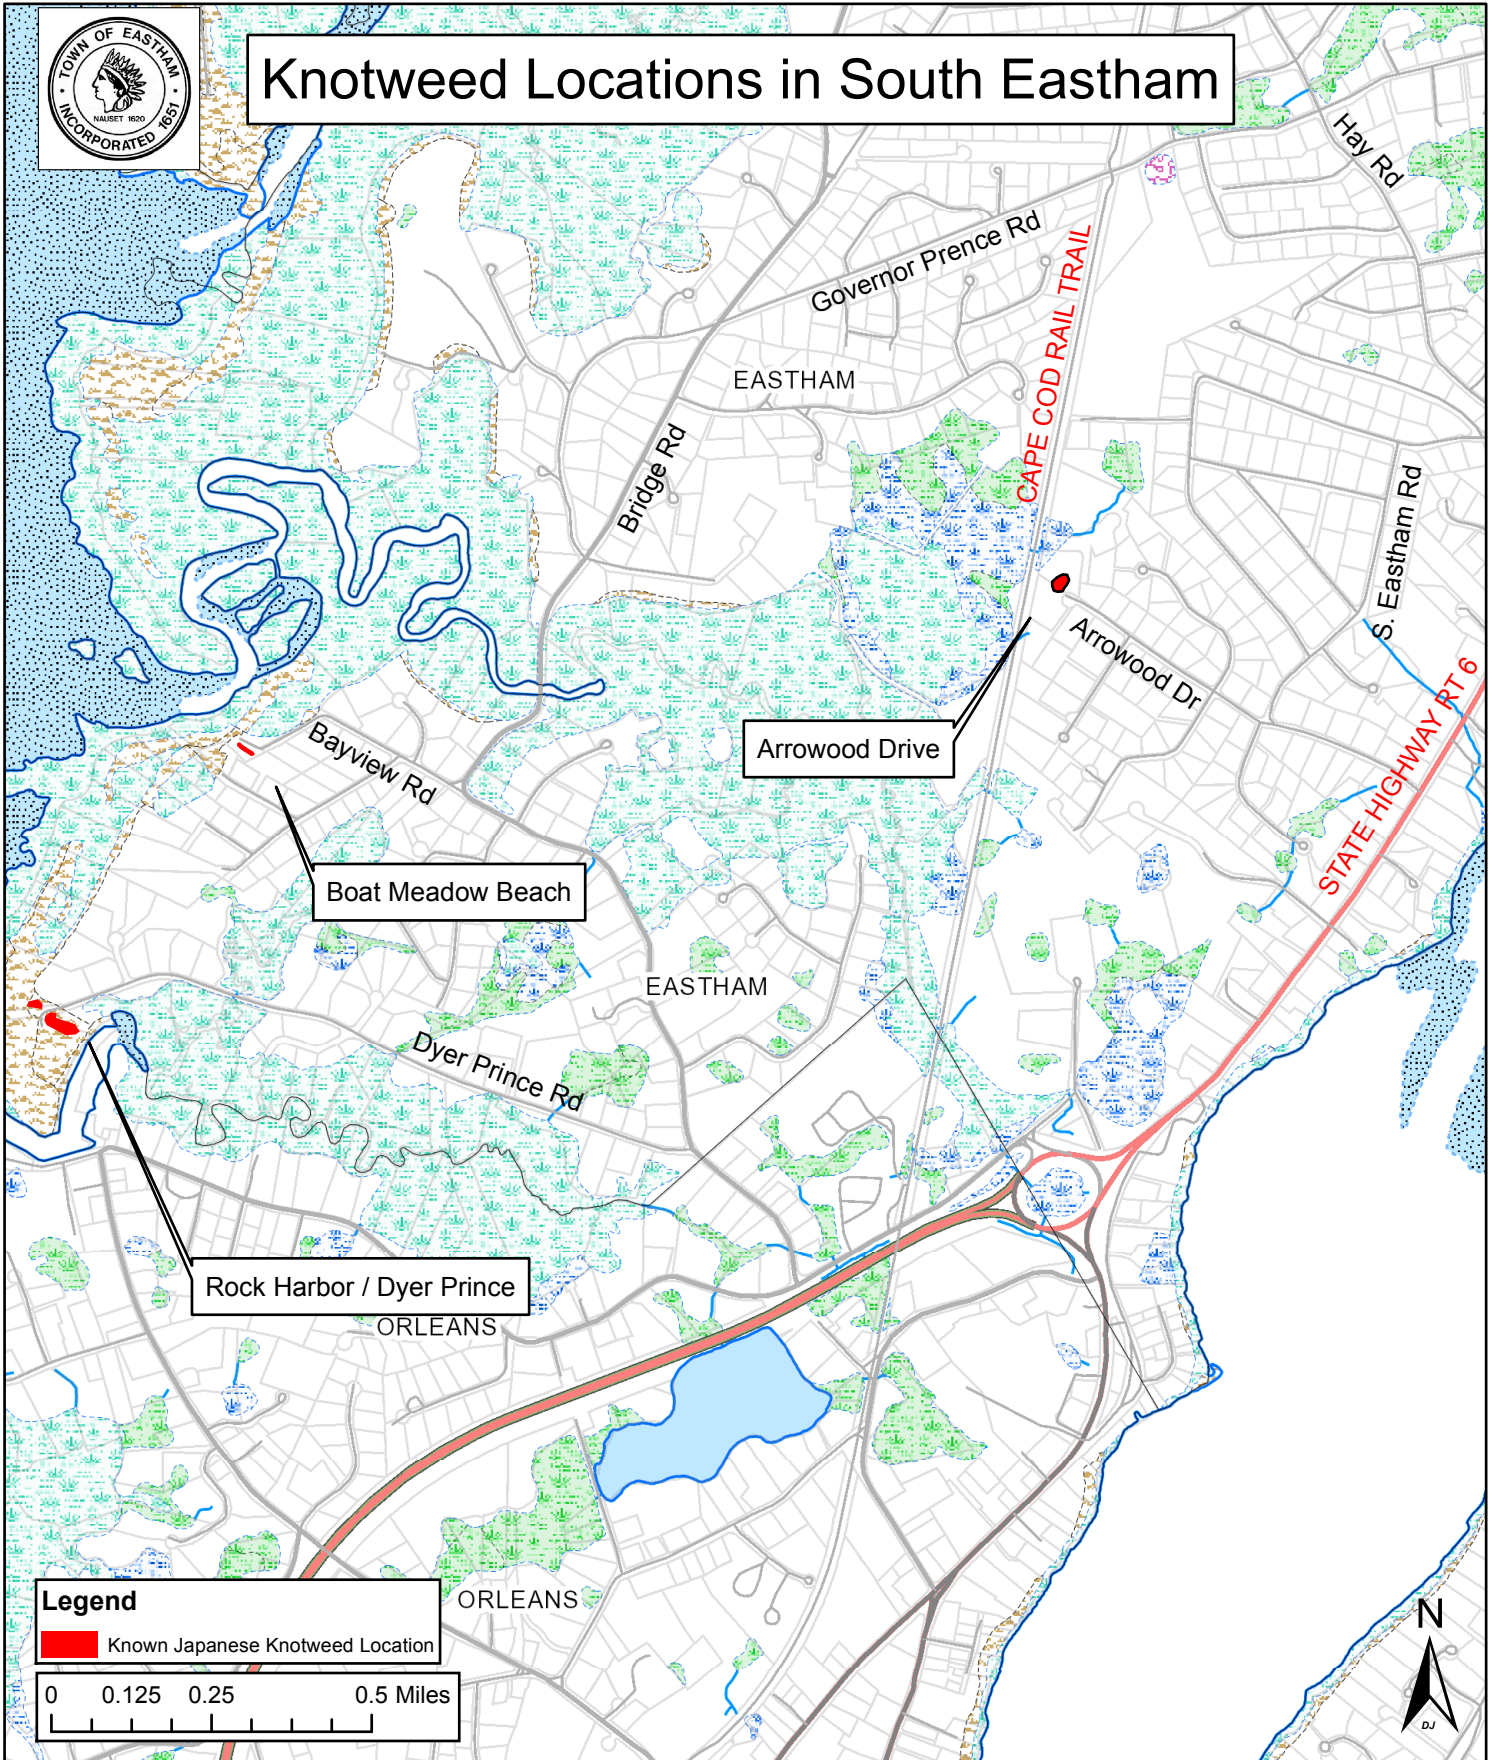 TOWN OF EASTHAM
NAUSET 1620
INCORPORATED 1651
Knotweed Locations in South Eastham
Hay Rd
Governor Prence Rd
CAPE COD RAIL TRAIL
EASTHAM
Bridge Rd
S. Eastham Rd
Arrowood Dr
STATE HIGHWAY RT 6
Bayview Rd
Arrowood Drive
Boat Meadow Beach
EASTHAM
Dyer Prince Rd
Rock Harbor / Dyer Prince
ORLEANS
ORLEANS
Legend
Known Japanese Knotweed Location
0 0.125 0.25 0.5 Miles
N
DJ